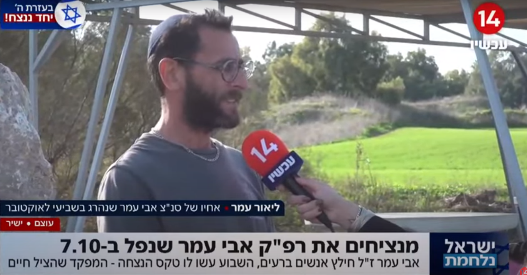 בעזרת ה'
יחד ננצח!
14
עכשיו
14
עכשיו
ליאור עמר • אחיו של סנ"צ אבי עמר שנהרג בשביעי לאוקטובר
עוצם • ישיר
מנציחים את רפ"ק אבי עמר שנפל ב-7.10
אבי עמר ז"ל חילץ אנשים ברעים, השבוע עשו לו טקס הנצחה - המפקד שהציל חיים
ישראל
נלחמת